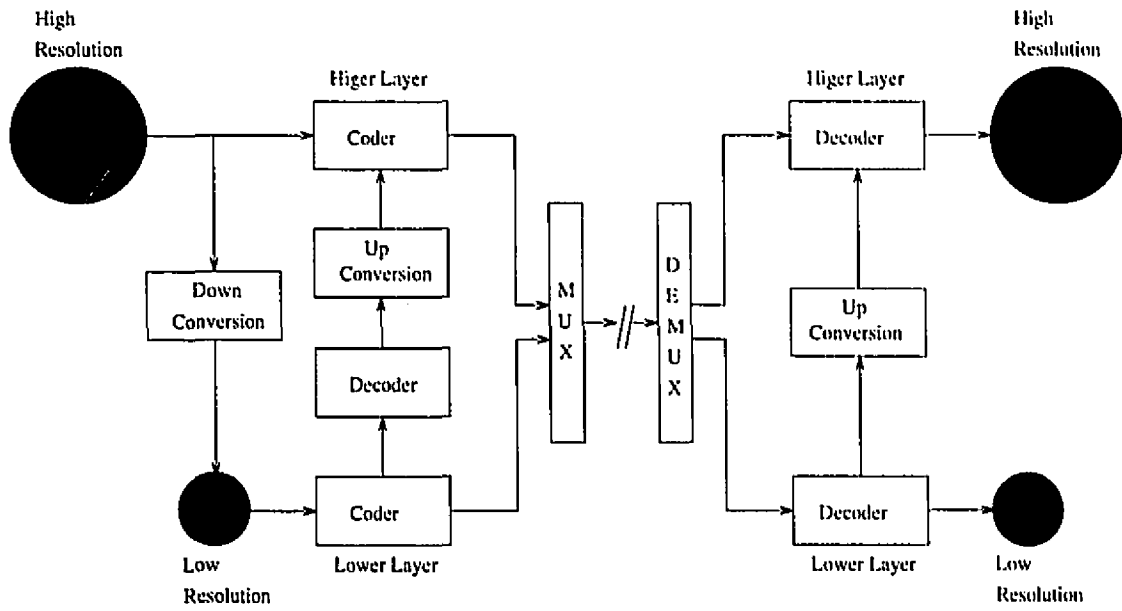 High
Resolution
Higer Layer
Coder
Up
Conversion
Down
Conversion
Decoder
Coder
Lower Layer
Low
Resolution
M
U
X
D
E
M
U
X
High
Resolution
Higer Layer
Decoder
Up
Conversion
Decoder
Lower Layer
Low
Resolution